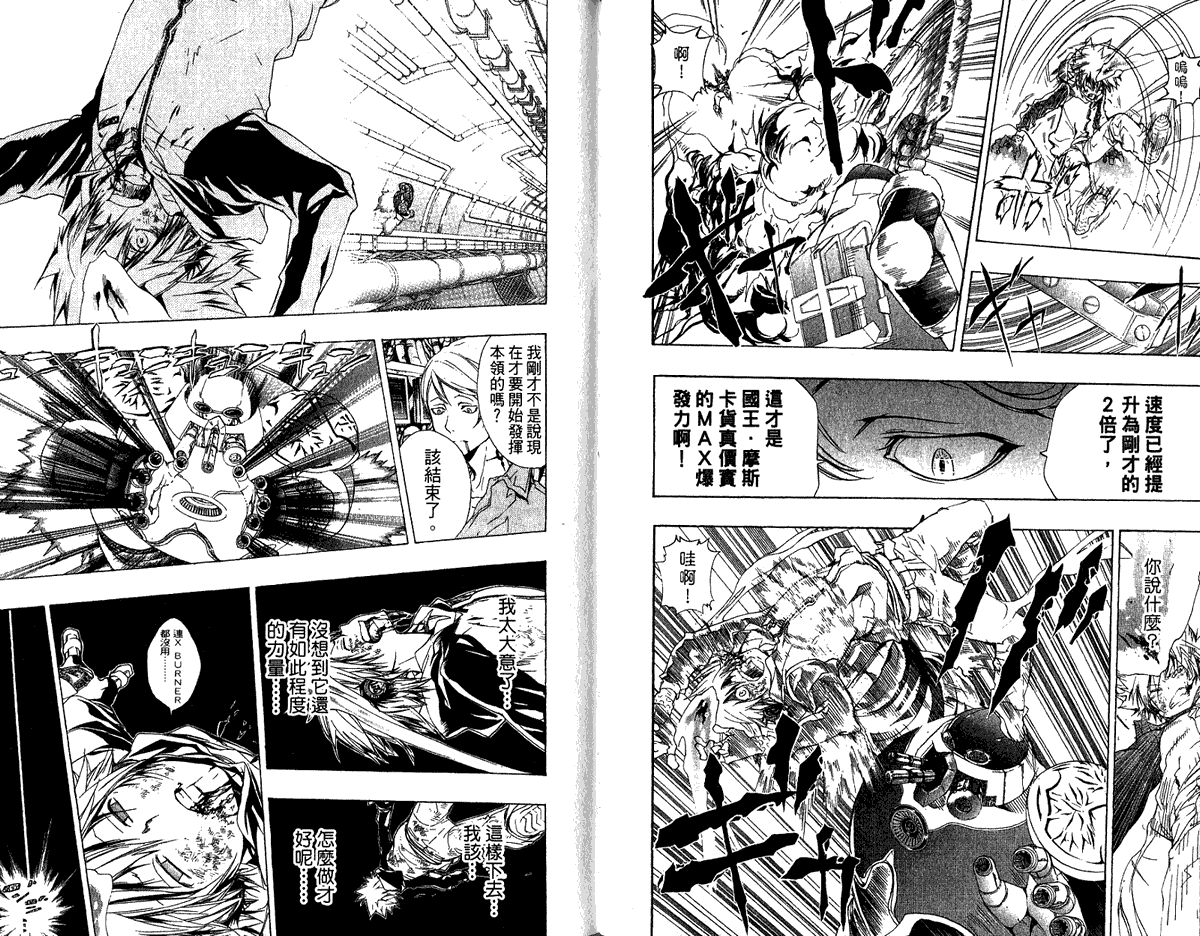 嗚嗚！
啊！
速度已經提
升為剛才的
2倍了，
這才是
國王．摩斯
卡貨真價實
的MAX爆
發力啊！
你說什麼？
哇啊！
我剛才不是說現
在才要開始發揮
本領的嗎？
該結束了。
我太大意了…
沒想到它還
有如此程度
的力量……
連X BURNER
都沒用……
這樣下去…
我該…
怎麼做才
好呢……